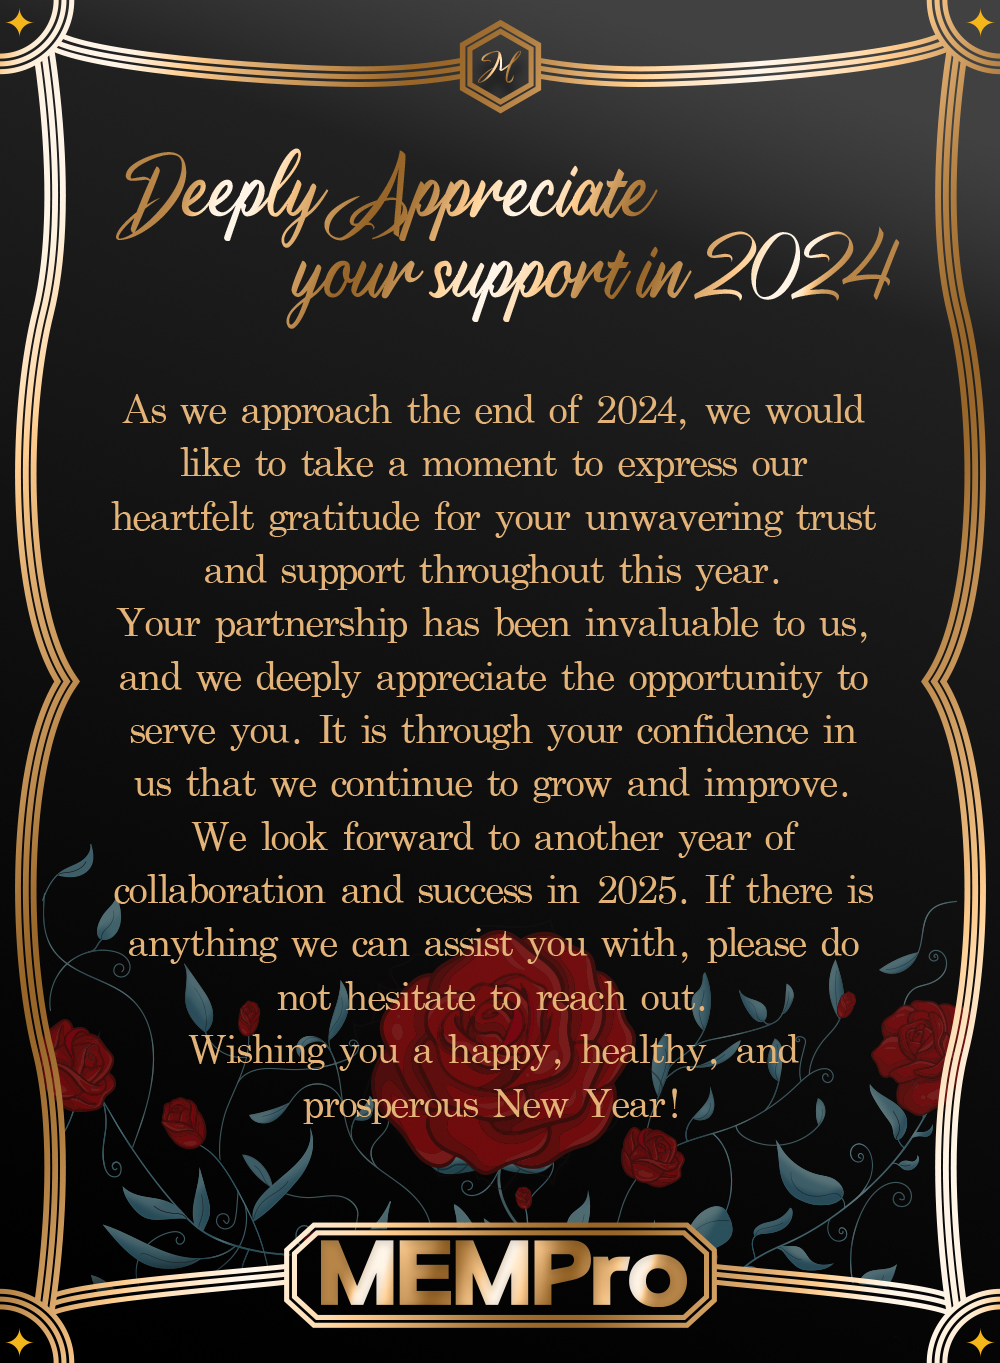 M
Deeply Appreciate
your support in 2024
As we approach the end of 2024, we would
like to take a moment to express our
heartfelt gratitude for your unwavering trust
and support throughout this year.
Your partnership has been invaluable to us,
and we deeply appreciate the opportunity to
serve you. It is through your confidence in
us that we continue to grow and improve.
We look forward to another year of
collaboration and success in 2025. If there is
anything we can assist you with, please do
not hesitate to reach out.
Wishing you a happy, healthy, and
prosperous New Year!
MEMPro